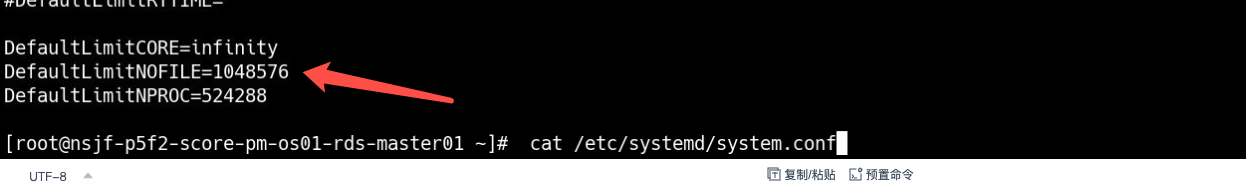 #DefaultLimitRTTIME=
DefaultLimitCORE=infinity
DefaultLimitNOFILE=1048576
DefaultLimitNPROC=524288
[root@nsjf-p5f2-score-pm-os01-rds-master01 ~]#  cat /etc/systemd/system.conf
UTF-8 复制/粘贴 预置命令